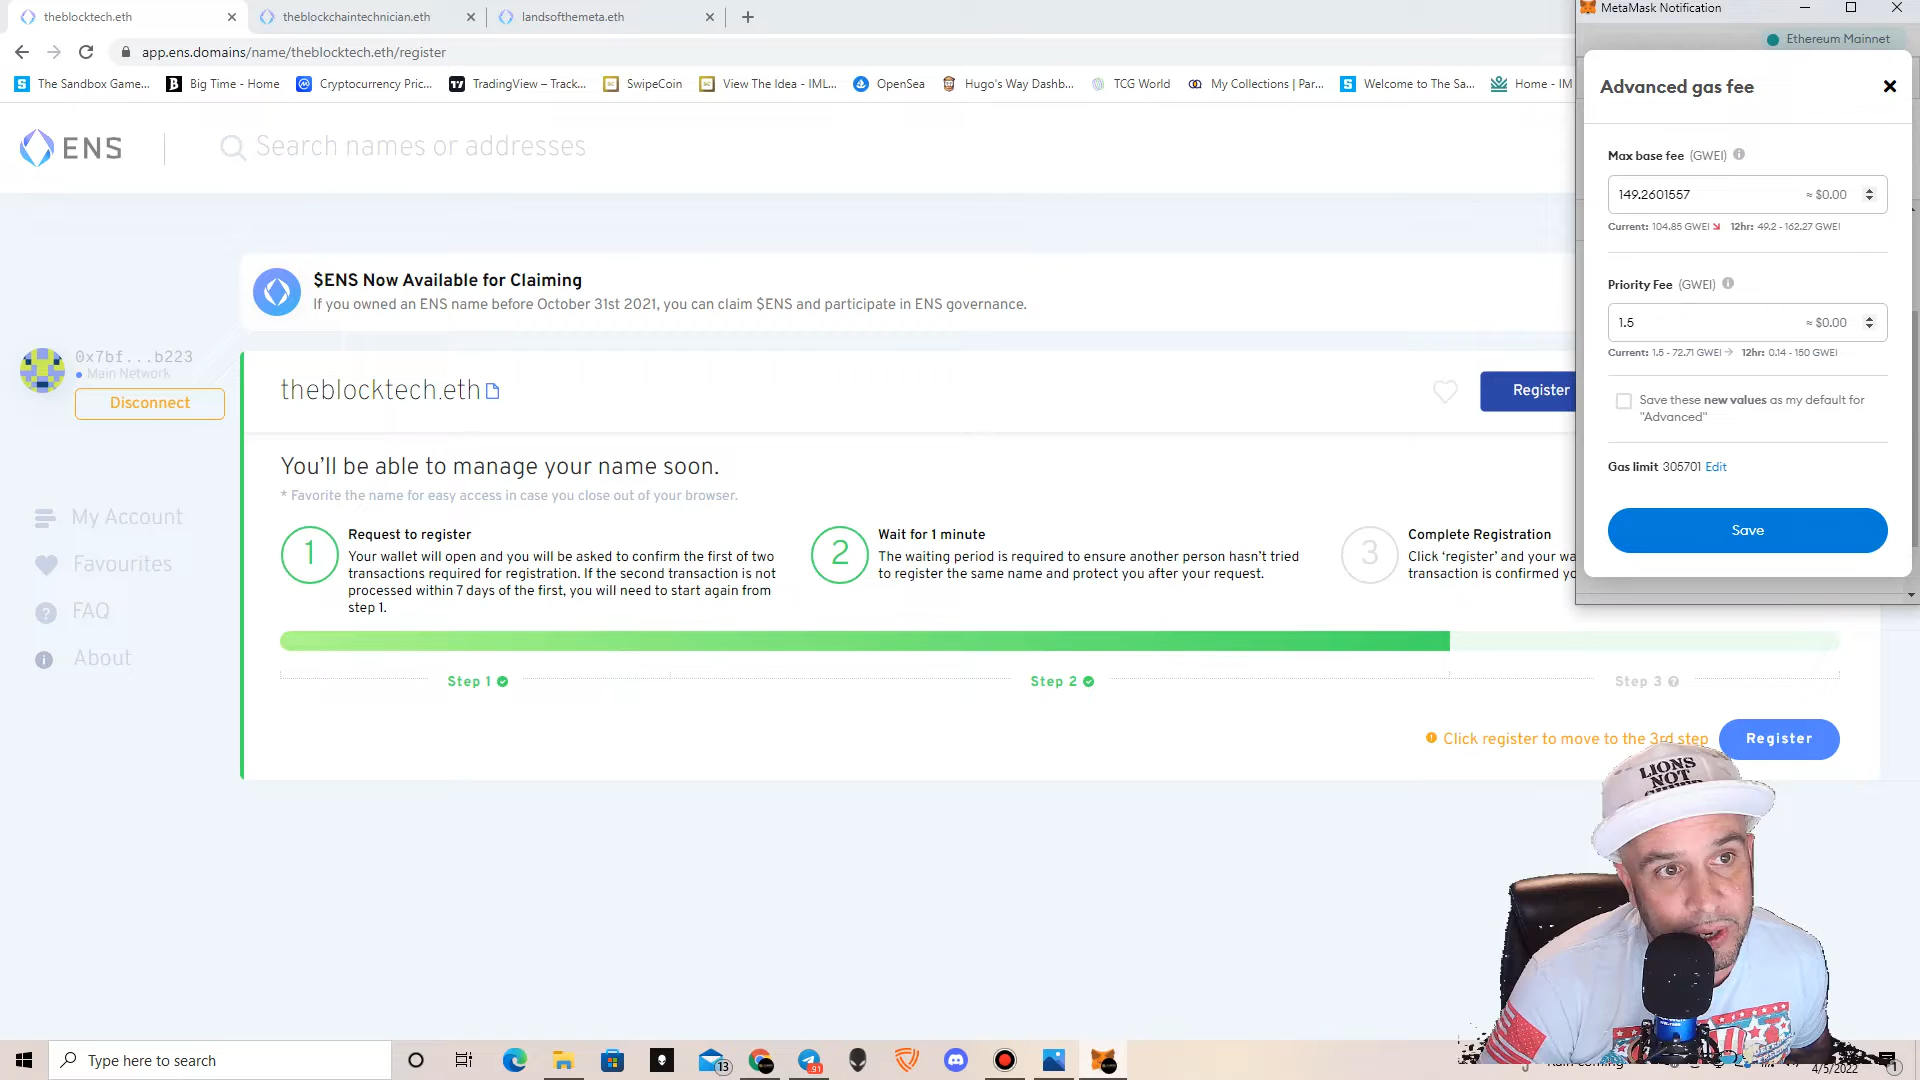 theblocktech.eth
theblockchaintechnician.eth
landsofthemeta.eth
MetaMask Notification
app.ens.domains/name/theblocktech.eth/register
Ethereum Mainnet
The Sandbox Game...
Big Time - Home
Cryptocurrency Pric...
TradingView – Track...
SwipeCoin
View The Idea - IML...
OpenSea
Hugo's Way Dashb...
TCG World
My Collections | Par...
Welcome to The Sa...
Home - IM
Advanced gas fee
ENS
Search names or addresses
Max base fee (GWEI)
149.2601557
≈ $0.00
Current: 104.85 GWEI
12hr: 49.2 - 162.27 GWEI
Priority Fee (GWEI)
1.5
≈ $0.00
Current: 1.5 - 72.71 GWEI
12hr: 0.14 - 150 GWEI
Save these new values as my default for
"Advanced"
Gas limit 305701 Edit
Save
$ENS Now Available for Claiming
If you owned an ENS name before October 31st 2021, you can claim $ENS and participate in ENS governance.
0x7bf...b223
Main Network
Disconnect
My Account
Favourites
FAQ
About
theblocktech.eth
Register
You'll be able to manage your name soon.
* Favorite the name for easy access in case you close out of your browser.
1
Request to register
Your wallet will open and you will be asked to confirm the first of two
transactions required for registration. If the second transaction is not
processed within 7 days of the first, you will need to start again from
step 1.
2
Wait for 1 minute
The waiting period is required to ensure another person hasn't tried
to register the same name and protect you after your request.
3
Complete Registration
Click 'register' and your wa
transaction is confirmed yo
Step 1
Step 2
Step 3
Click register to move to the 3rd step
Register
LIONS
NOT
Type here to search
13
91
4/5/2022
1